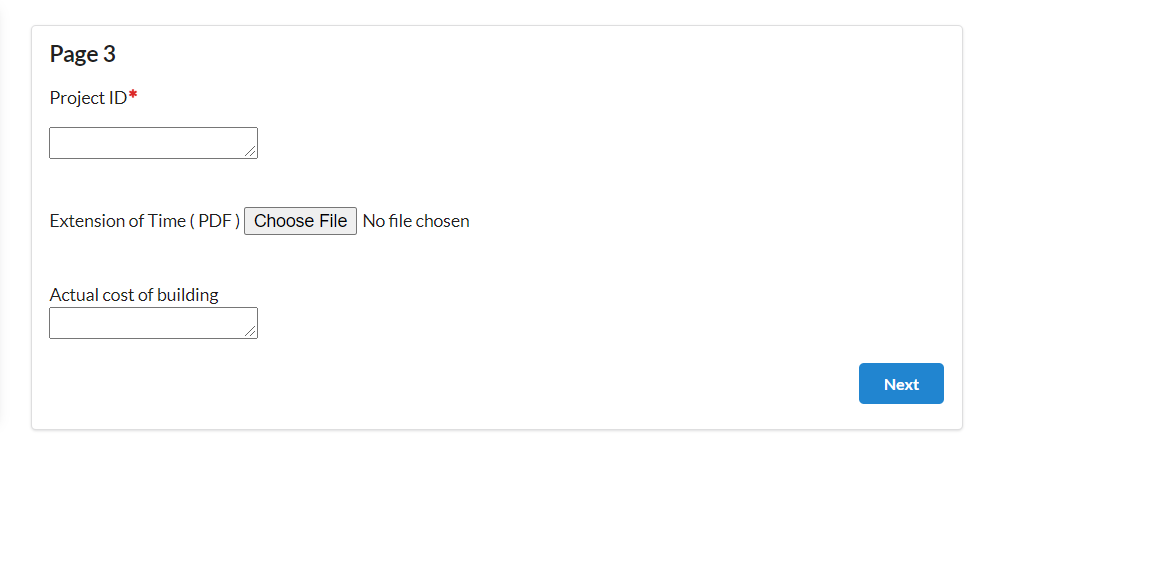 Page 3
Project ID*
Extension of Time ( PDF ) Choose File No file chosen
Actual cost of building
Next